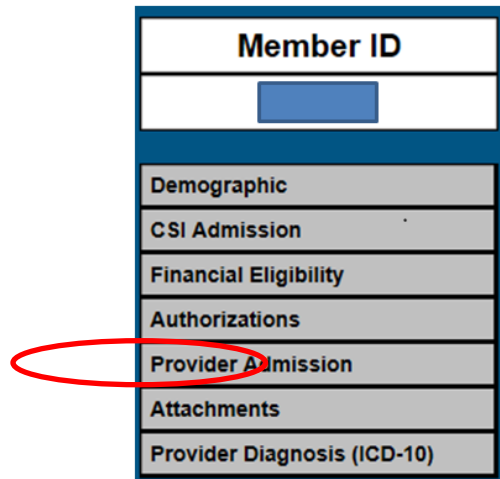 Member ID
Demographic
CSI Admission
Financial Eligibility
Authorizations
Provider Admission
Attachments
Provider Diagnosis (ICD-10)